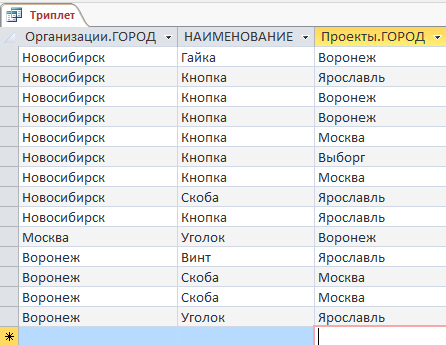 Триплет
Организации.ГОРОД НАИМЕНОВАНИЕ Проекты.ГОРОД
Новосибирск Гайка Воронеж
Новосибирск Кнопка Ярославль
Новосибирск Кнопка Воронеж
Новосибирск Кнопка Воронеж
Новосибирск Кнопка Москва
Новосибирск Кнопка Выборг
Новосибирск Кнопка Москва
Новосибирск Скоба Ярославль
Новосибирск Кнопка Ярославль
Москва Уголок Воронеж
Воронеж Винт Ярославль
Воронеж Скоба Москва
Воронеж Скоба Москва
Воронеж Уголок Ярославль